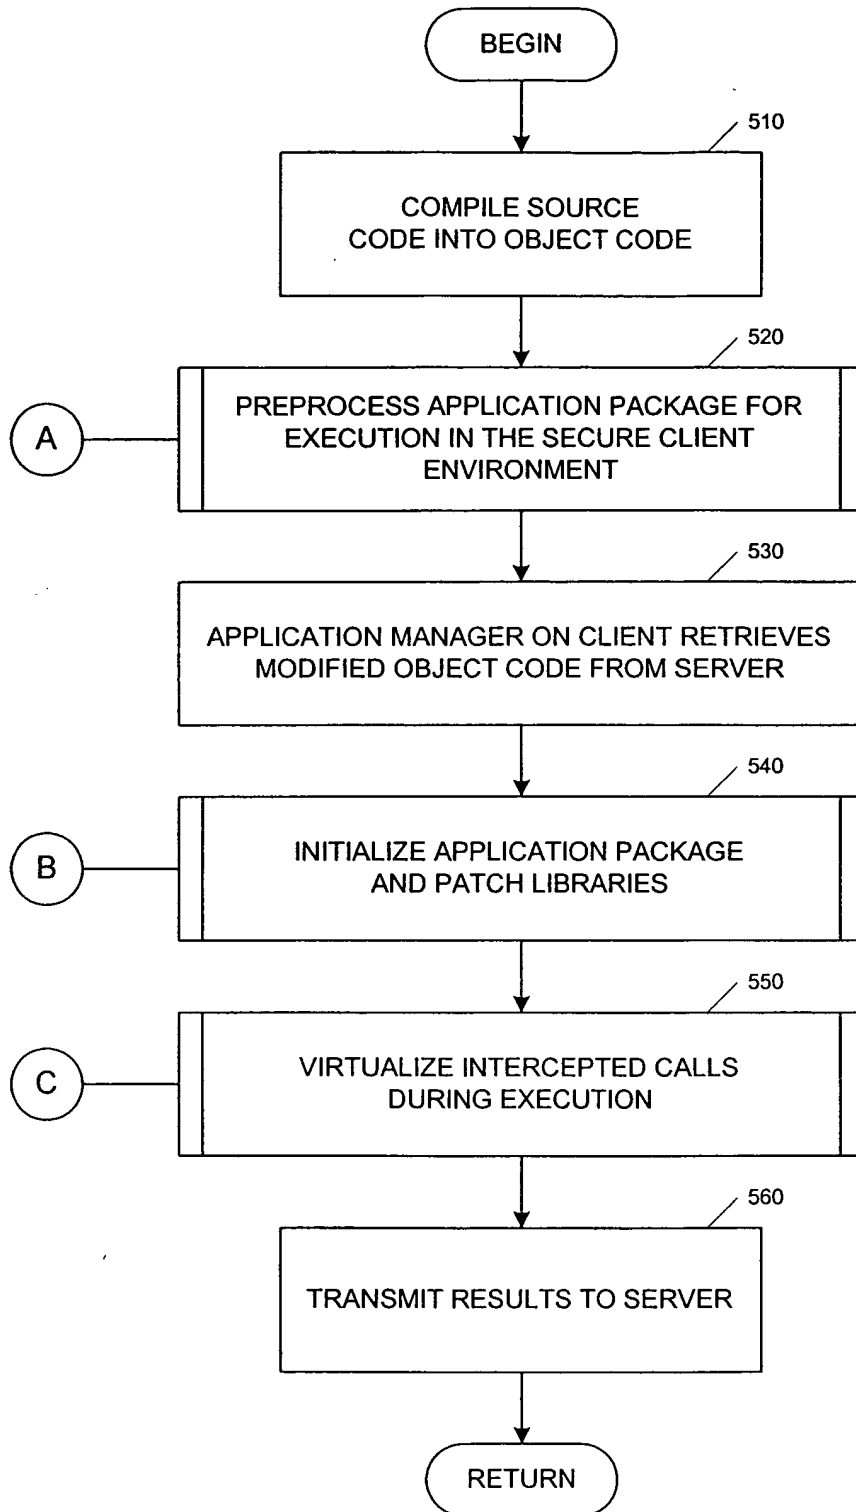 BEGIN
510
COMPILE SOURCE
CODE INTO OBJECT CODE
520
A
PREPROCESS APPLICATION PACKAGE FOR
EXECUTION IN THE SECURE CLIENT
ENVIRONMENT
530
APPLICATION MANAGER ON CLIENT RETRIEVES
MODIFIED OBJECT CODE FROM SERVER
540
B
INITIALIZE APPLICATION PACKAGE
AND PATCH LIBRARIES
550
C
VIRTUALIZE INTERCEPTED CALLS
DURING EXECUTION
560
TRANSMIT RESULTS TO SERVER
RETURN